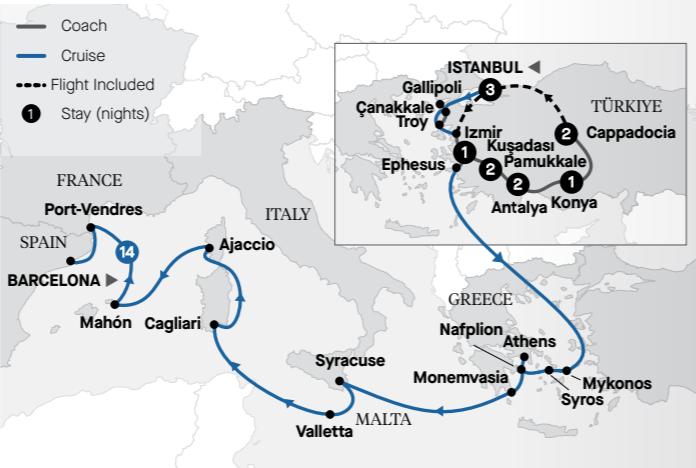 Coach
Cruise
Flight Included
1 Stay (nights)
ISTANBUL
3
Gallipoli
Çanakkale
Troy
TÜRKIYE
Izmir
2 Cappadocia
Kuşadası
1
Pamukkale
Ephesus
2
2
1
Antalya
Konya
FRANCE
Port-Vendres
ITALY
SPAIN
14
Ajaccio
BARCELONA
Mahón
Cagliari
GREECE
Nafplion
Athens
Syracuse
Monemvasia
Mykonos
Syros
MALTA
Valletta